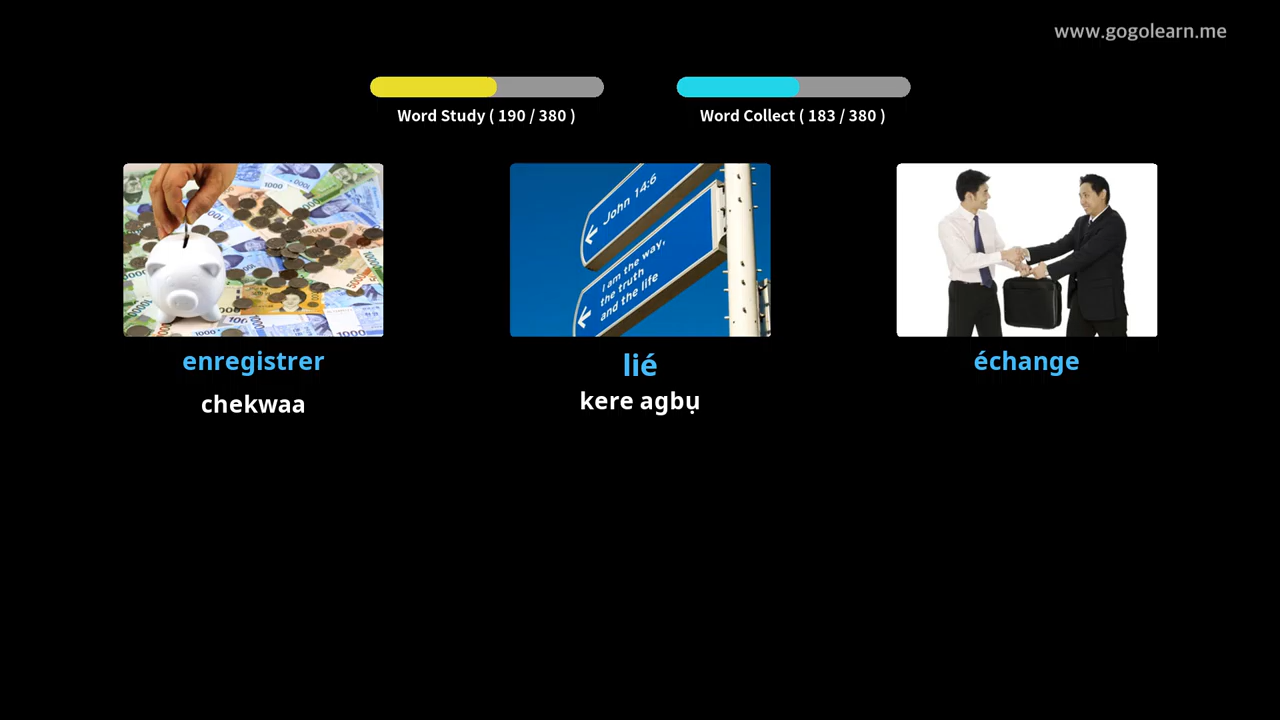 www.gogolearn.me
Word Study ( 190 / 380 )
Word Collect ( 183 / 380 )
John 14:6
I am the way,
the truth
and the life
enregistrer
chekwaa
lié
kere agbụ
échange